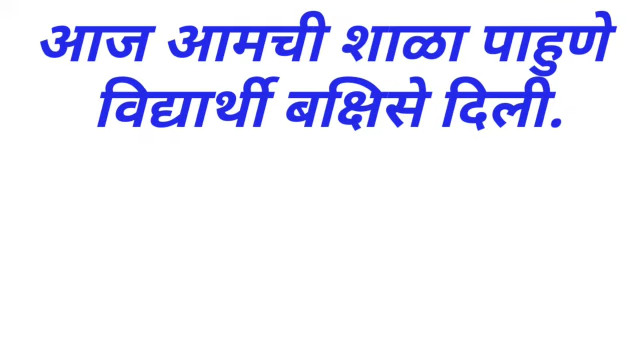 आज आमची शाळा पाहुणे
विद्यार्थी बक्षिसे दिली.